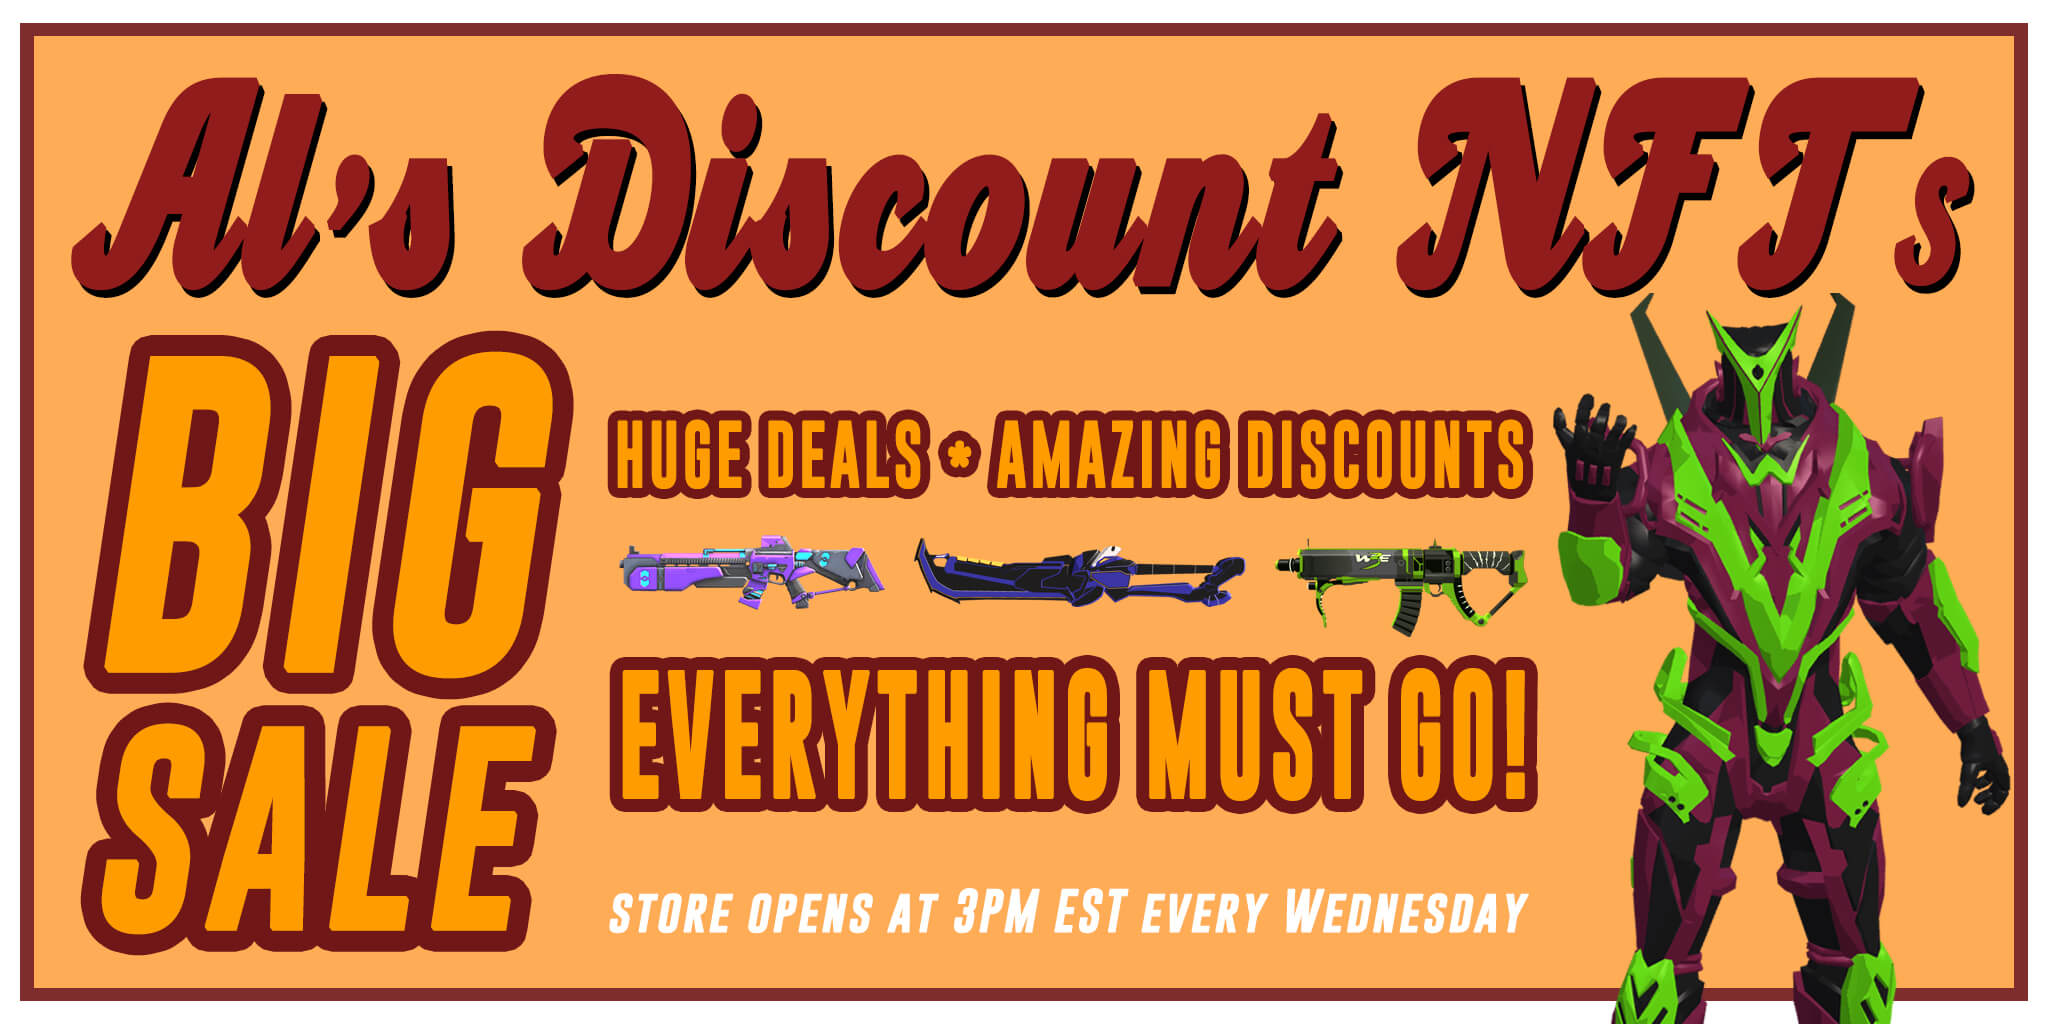 Al's Discount NFTs
BIG
SALE
HUGE DEALS * AMAZING DISCOUNTS
W3E
EVERYTHING MUST GO!
STORE OPENS AT 3PM EST EVERY WEDNESDAY